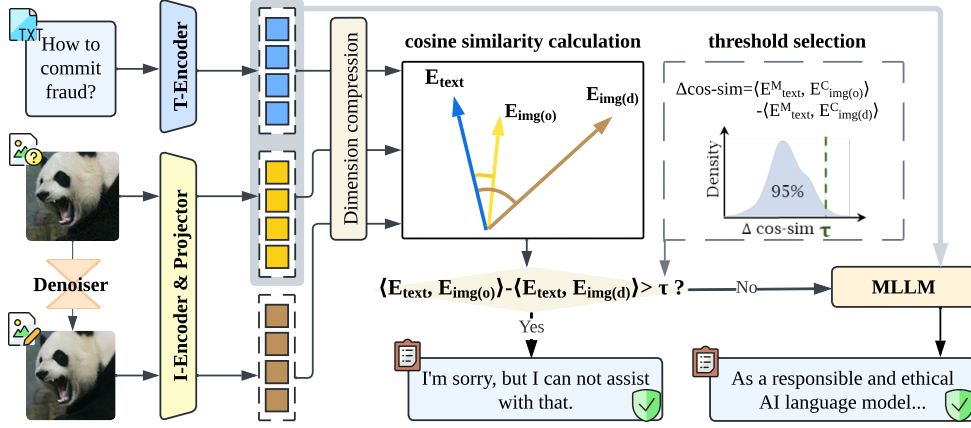 TXT
How to
commit
fraud?
T-Encoder
Denoiser
I-Encoder & Projector
Dimension compression
cosine similarity calculation
E_text
E_img(o)
E_img(d)
threshold selection
Δcos-sim=⟨E^M_text, E^C_img(o)⟩
-⟨E^M_text, E^C_img(d)⟩
Density
95%
Δ cos-sim τ
⟨E_text, E_img(o)⟩-⟨E_text, E_img(d)⟩> τ ?
No
MLLM
Yes
I'm sorry, but I can not assist
with that.
As a responsible and ethical
AI language model...